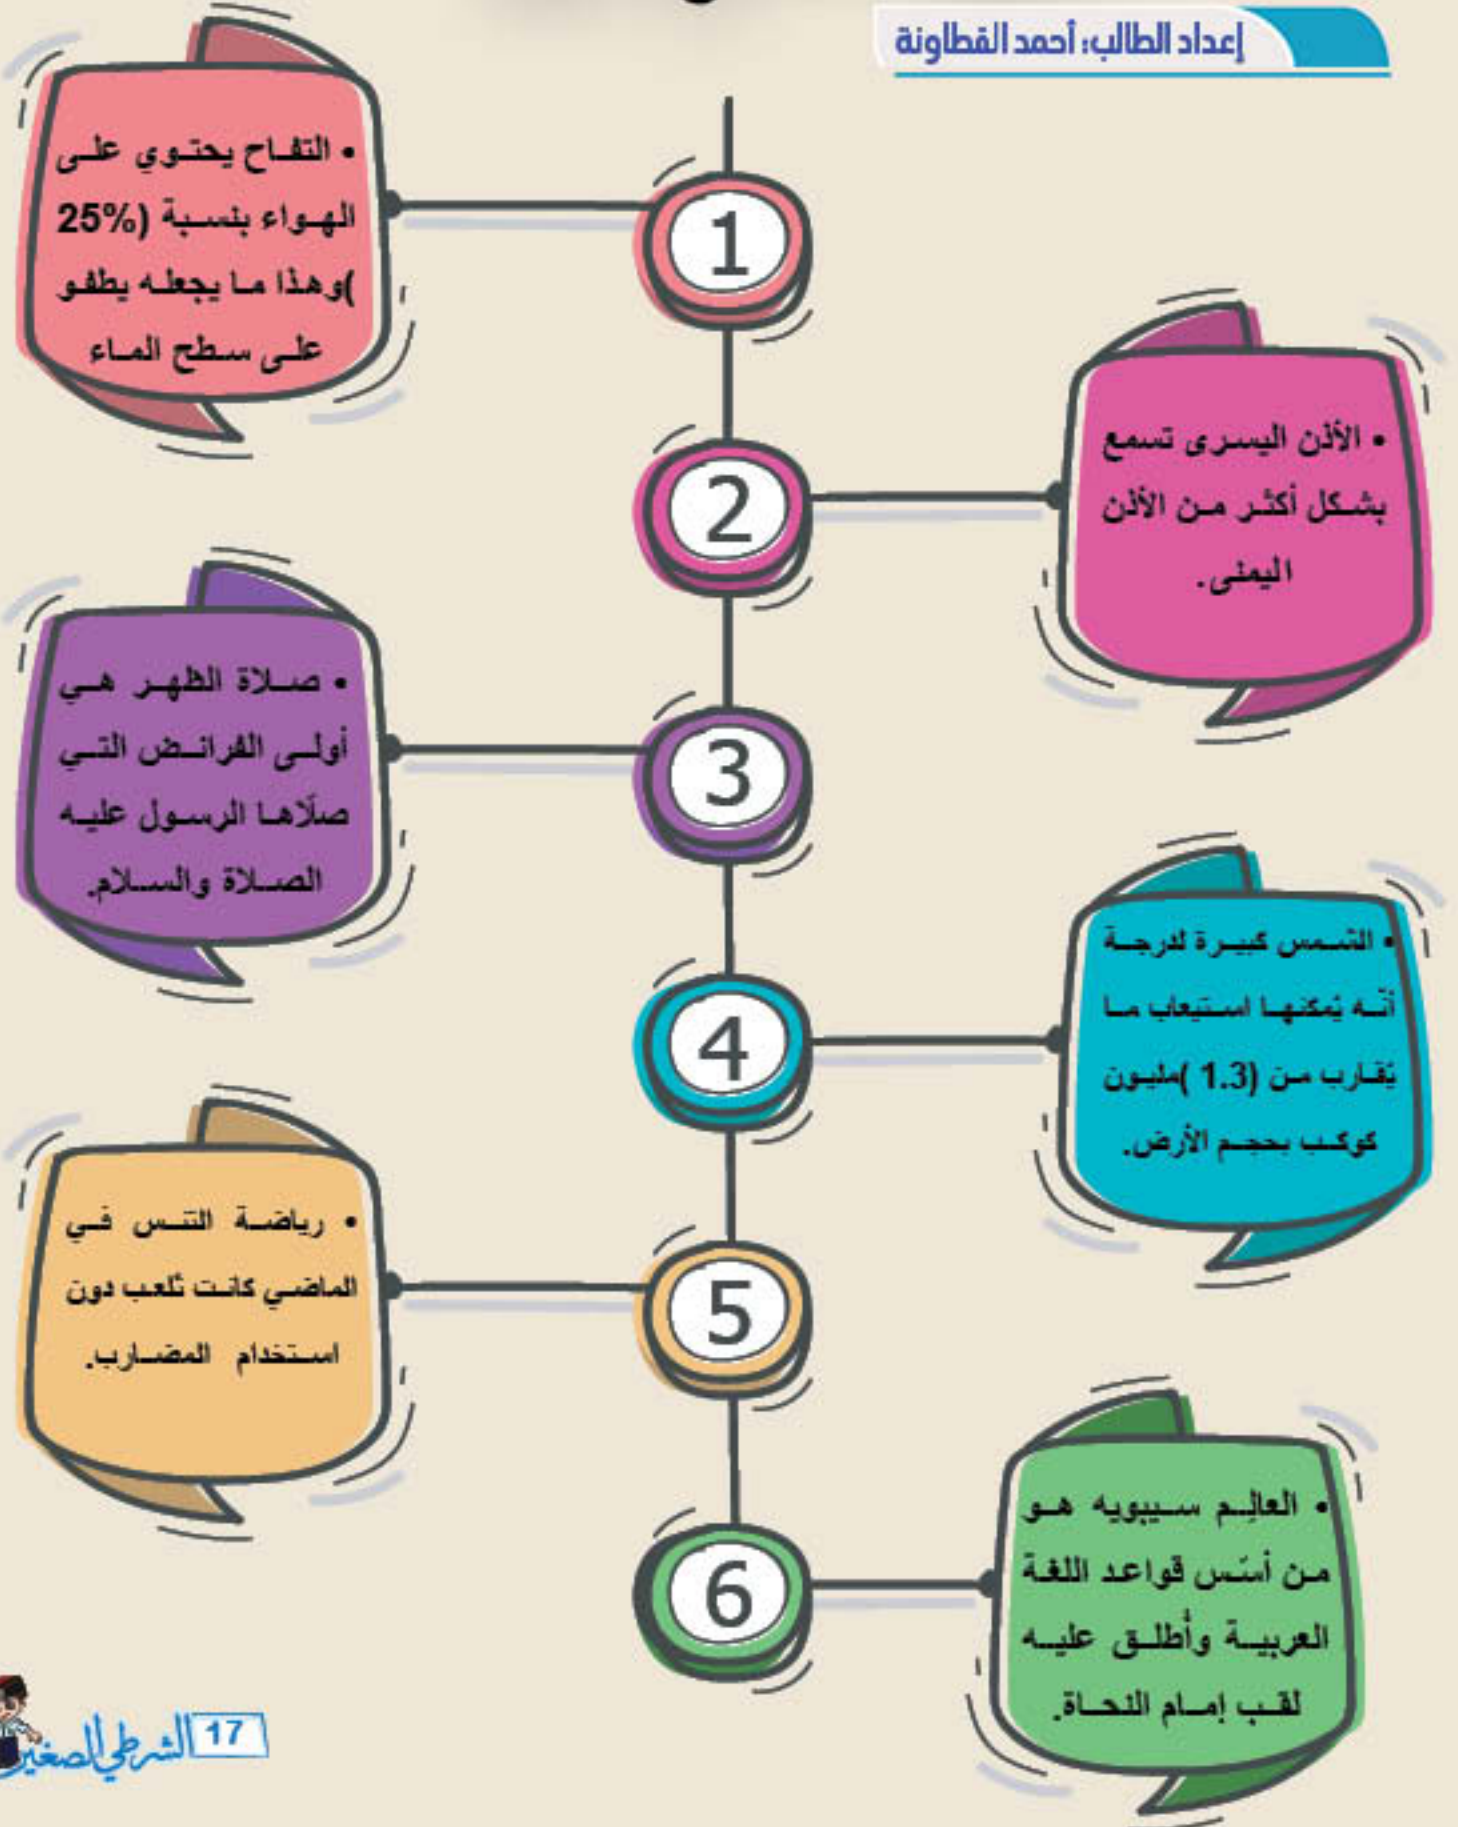 إعداد الطالب: أحمد القطاونة
1
• التفاح يحتوي على
الهواء بنسبة (25%
)وهذا ما يجعله يطفو
على سطح الماء
2
• الأذن اليسرى تسمع
بشكل أكثر من الأذن
اليمنى.
3
• صلاة الظهر هي
أولى الفرائض التي
صلّاها الرسول عليه
الصلاة والسلام.
4
• الشمس كبيرة لدرجة
أنّه يُمكنها استيعاب ما
يُقارب من (1.3 )مليون
كوكب بحجم الأرض.
5
• رياضة التنس في
الماضي كانت تُلعب دون
استخدام المضارب.
6
• العالِم سيبويه هو
من أسّس قواعد اللغة
العربية وأُطلق عليه
لقب إمام النحاة.
17 الشرطي الصغير